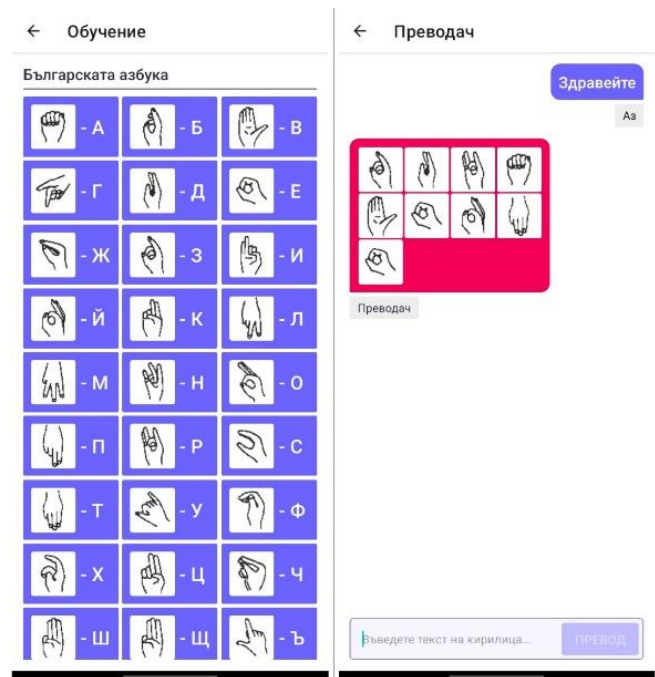 ← Обучение
Българската азбука
- А - Б - В
- Г - Д - Е
- Ж - З - И
- Й - К - Л
- М - Н - О
- П - Р - С
- Т - У - Ф
- Х - Ц - Ч
- Ш - Щ - Ъ
← Преводач
Здравейте
Аз
Преводач
Въведете текст на кирилица...
ПРЕВОД